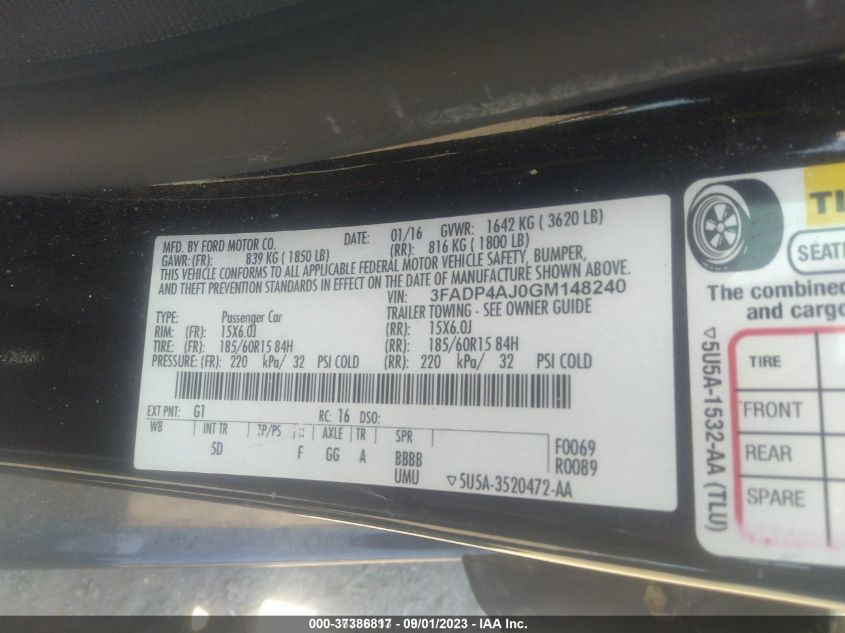 MFD. BY FORD MOTOR CO. DATE: 01/16 GVWR: 1642 KG ( 3620 LB)
GAWR: (FR): 839 KG ( 1850 LB) (RR): 816 KG ( 1800 LB)
THIS VEHICLE CONFORMS TO ALL APPLICABLE FEDERAL MOTOR VEHICLE SAFETY, BUMPER,
AND THEFT PREVENTION STANDARDS IN EFFECT ON THE DATE OF MANUFACTURE SHOWN ABOVE.
VIN: 3FADP4AJ0GM148240
TYPE: Passenger Car TRAILER TOWING - SEE OWNER GUIDE
RIM: (FR): 15X6.0J (RR): 15X6.0J
TIRE: (FR): 185/60R15 84H (RR): 185/60R15 84H
PRESSURE: (FR): 220 kPa/ 32 PSI COLD (RR): 220 kPa/ 32 PSI COLD
EXT PNT: G1 RC: 16 DSO:
WB INT TR TP/PS AXLE TR SPR
5D F GG A BBBB
UMU
F0069
R0089
▽5U5A-3520472-AA
TI
SEATI
The combined
and cargo
TIRE
FRONT
REAR
SPARE
▽5U5A-1532-AA (TLU)
000-37386817 - 09/01/2023 - IAA Inc.